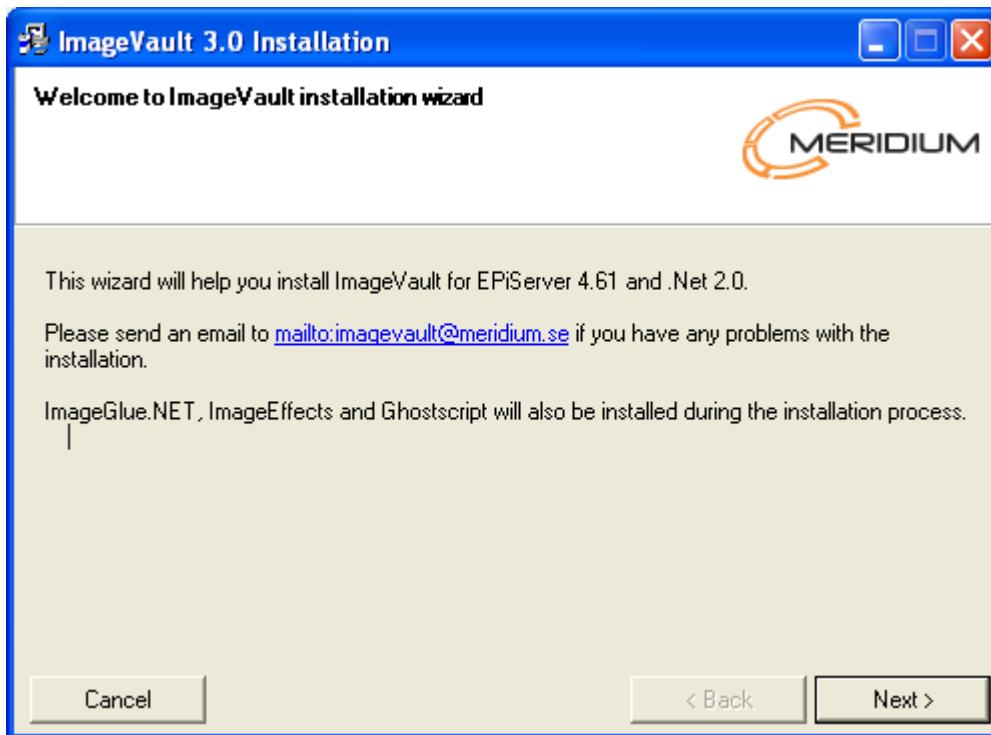 ImageVault 3.0 Installation
Welcome to ImageVault installation wizard
MERIDIUM
This wizard will help you install ImageVault for EPiServer 4.61 and .Net 2.0.
Please send an email to mailto:imagevault@meridium.se if you have any problems with the
installation.
ImageGlue.NET, ImageEffects and Ghostscript will also be installed during the installation process.
Cancel
< Back
Next >